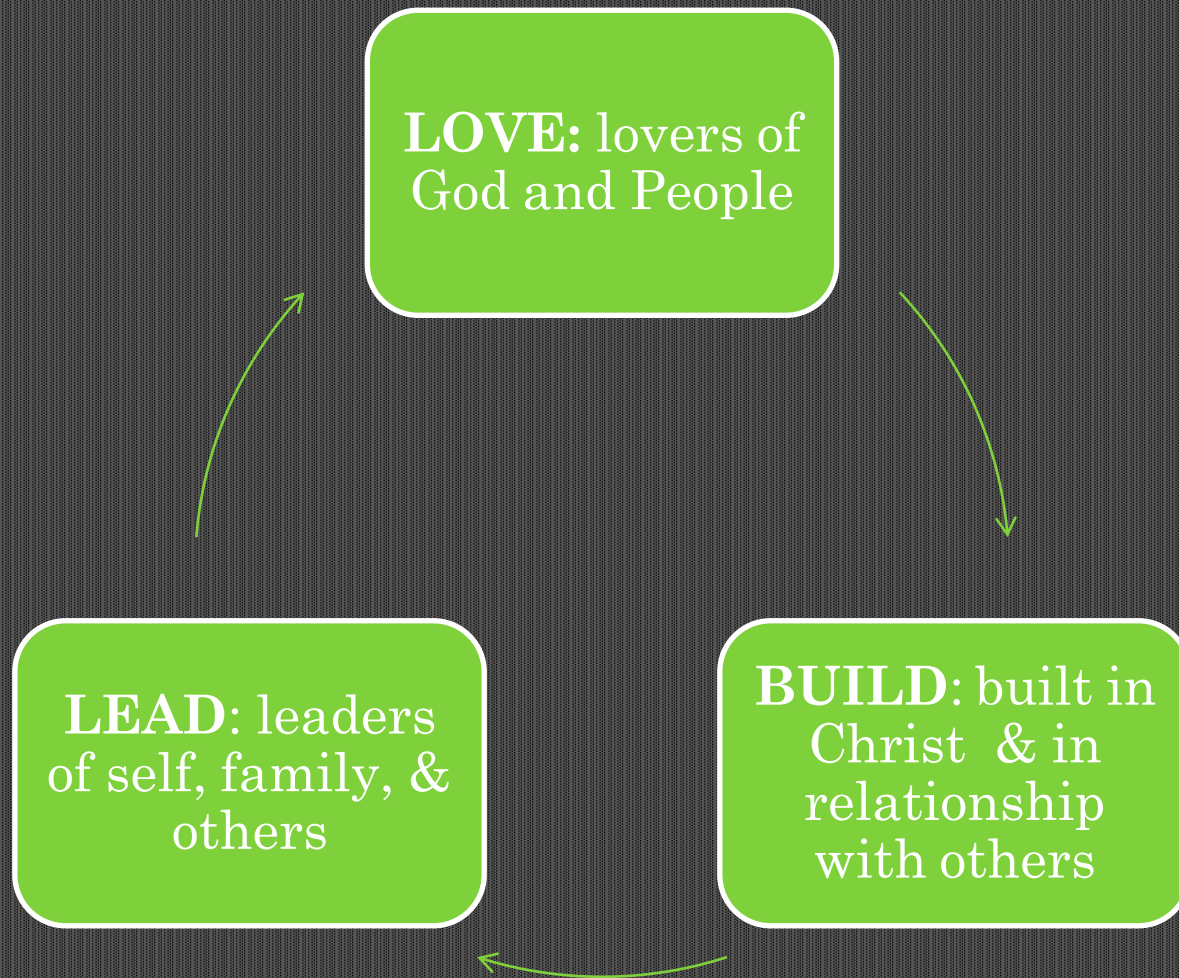 LOVE: lovers of
God and People
BUILD: built in
Christ & in
relationship
with others
LEAD: leaders
of self, family, &
others